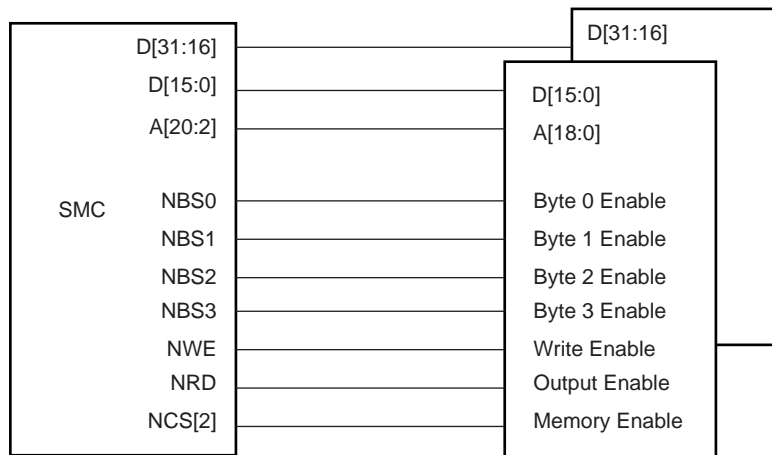 D[31:16] D[31:16]
D[15:0] D[15:0]
A[20:2] A[18:0]
SMC NBS0 Byte 0 Enable
NBS1 Byte 1 Enable
NBS2 Byte 2 Enable
NBS3 Byte 3 Enable
NWE Write Enable
NRD Output Enable
NCS[2] Memory Enable